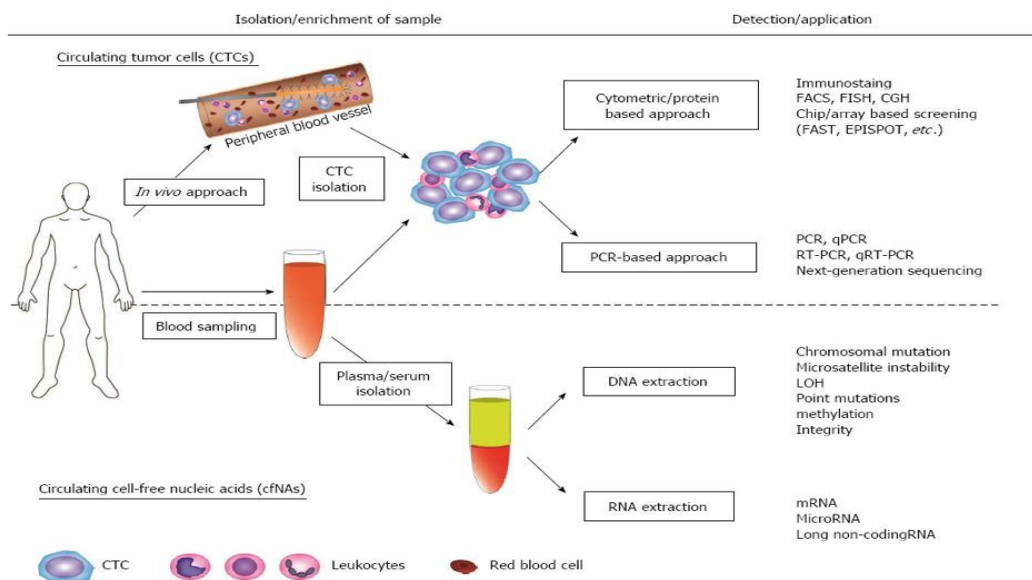 Isolation/enrichment of sample
Detection/application
Circulating tumor cells (CTCs)
Peripheral blood vessel
In vivo approach
CTC
isolation
Cytometric/protein
based approach
Immunostaing
FACS, FISH, CGH
Chip/array based screening
(FAST, EPISPOT, etc.)
PCR-based approach
PCR, qPCR
RT-PCR, qRT-PCR
Next-generation sequencing
Blood sampling
Plasma/serum
isolation
DNA extraction
Chromosomal mutation
Microsatellite instability
LOH
Point mutations
methylation
Integrity
Circulating cell-free nucleic acids (cfNAs)
RNA extraction
mRNA
MicroRNA
Long non-codingRNA
CTC
Leukocytes
Red blood cell